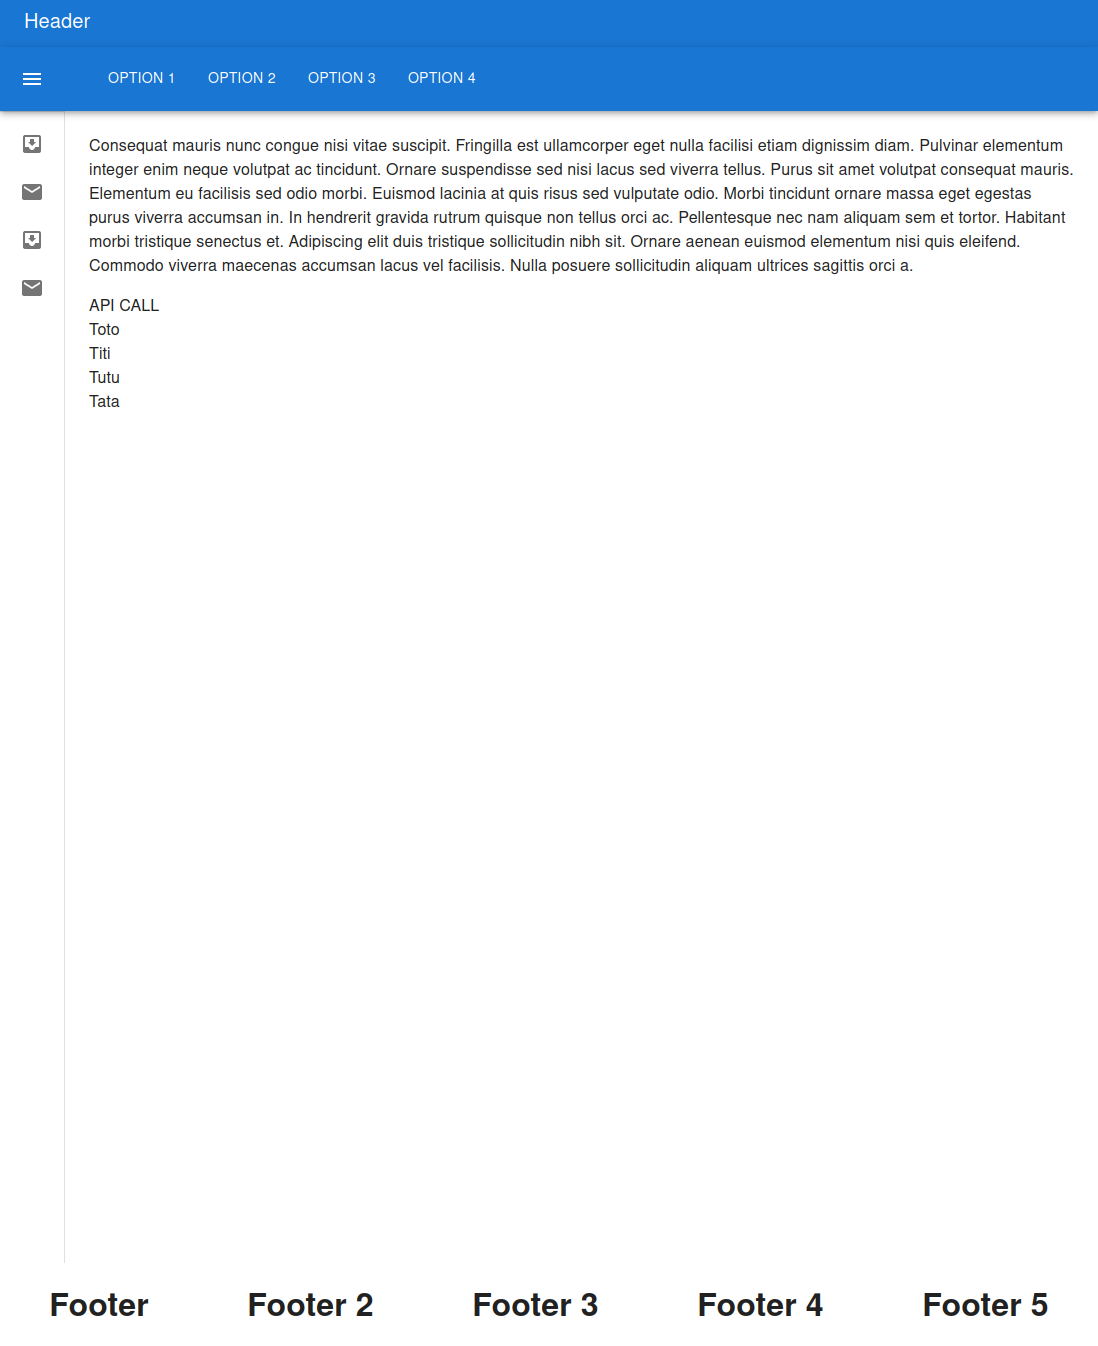 Header
OPTION 1 OPTION 2 OPTION 3 OPTION 4
Consequat mauris nunc congue nisi vitae suscipit. Fringilla est ullamcorper eget nulla facilisi etiam dignissim diam. Pulvinar elementum
integer enim neque volutpat ac tincidunt. Ornare suspendisse sed nisi lacus sed viverra tellus. Purus sit amet volutpat consequat mauris.
Elementum eu facilisis sed odio morbi. Euismod lacinia at quis risus sed vulputate odio. Morbi tincidunt ornare massa eget egestas
purus viverra accumsan in. In hendrerit gravida rutrum quisque non tellus orci ac. Pellentesque nec nam aliquam sem et tortor. Habitant
morbi tristique senectus et. Adipiscing elit duis tristique sollicitudin nibh sit. Ornare aenean euismod elementum nisi quis eleifend.
Commodo viverra maecenas accumsan lacus vel facilisis. Nulla posuere sollicitudin aliquam ultrices sagittis orci a.
API CALL
Toto
Titi
Tutu
Tata
Footer Footer 2 Footer 3 Footer 4 Footer 5